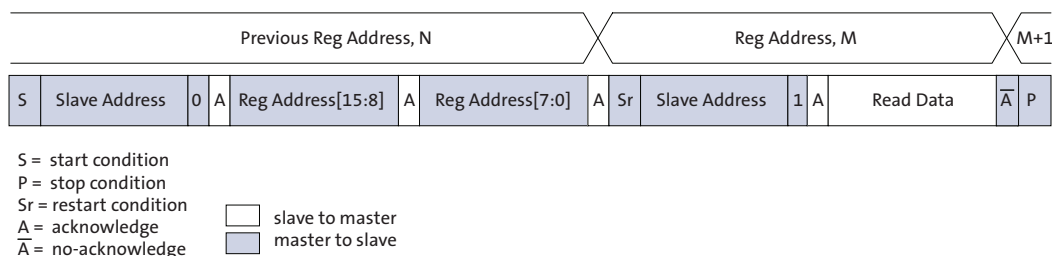 Previous Reg Address, N Reg Address, M M+1
S Slave Address 0 A Reg Address[15:8] A Reg Address[7:0] A Sr Slave Address 1 A Read Data A̅ P
S = start condition
P = stop condition
Sr = restart condition
A = acknowledge
A̅ = no-acknowledge
slave to master
master to slave